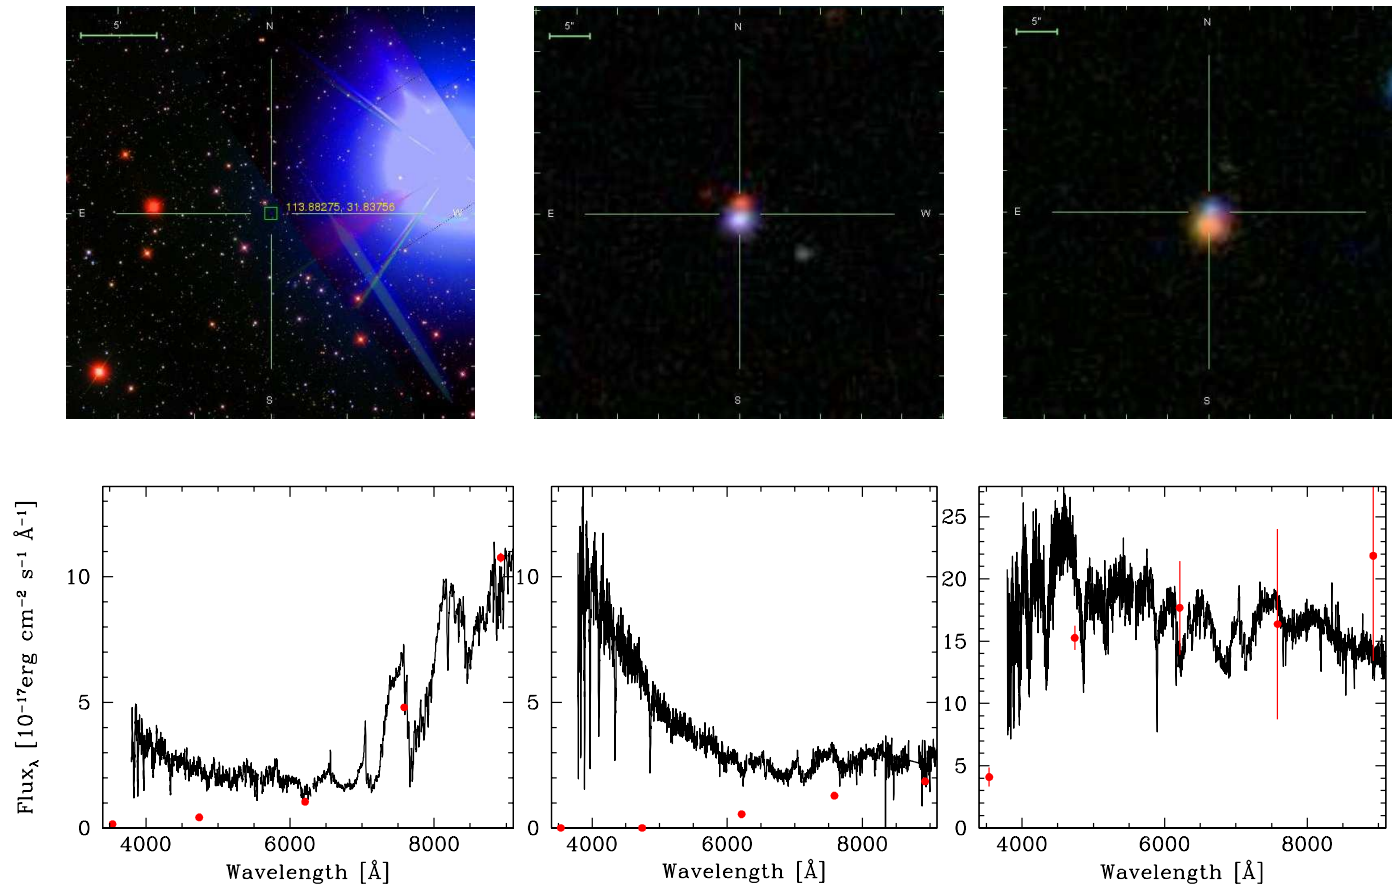 5' N 5" N 5" N
E 113.88275, 31.83756 W E W E
S S S
Flux_λ [10⁻¹⁷erg cm⁻² s⁻¹ Å⁻¹]
10 10 25
20
15
5 5 10
5
0 0 0
4000 6000 8000 4000 6000 8000 4000 6000 8000
Wavelength [Å] Wavelength [Å] Wavelength [Å]